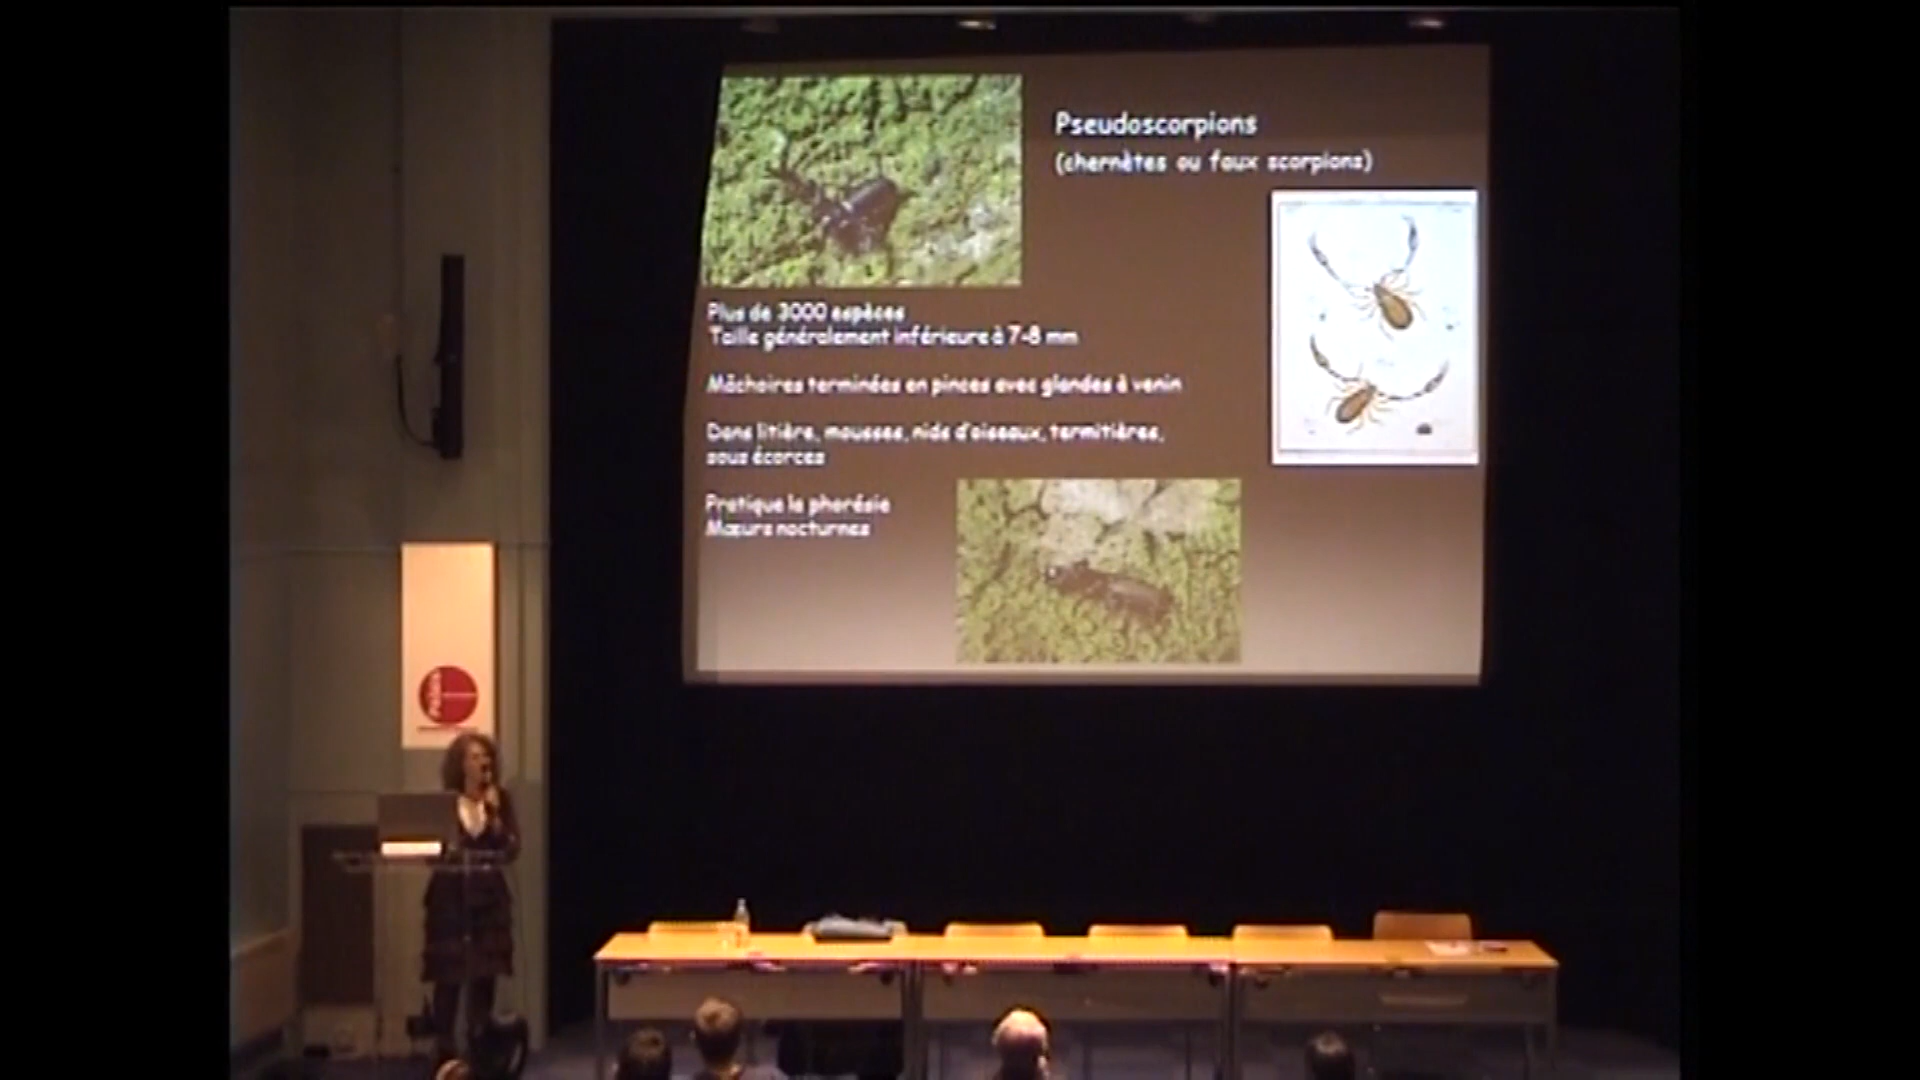 Pseudoscorpions
(chernètes ou faux scorpions)
Plus de 3000 espèces
Taille généralement inférieure à 7-8 mm
Mâchoires terminées en pinces avec glandes à venin
Dans litière, mousses, nids d'oiseaux, termitières,
sous écorces
Pratique la phorésie
Mœurs nocturnes